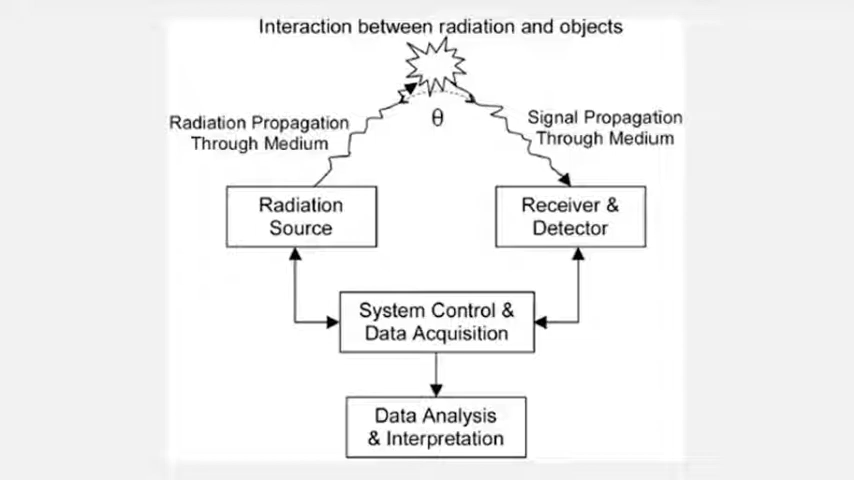 Interaction between radiation and objects
θ
Radiation Propagation
Through Medium
Signal Propagation
Through Medium
Radiation
Source
Receiver &
Detector
System Control &
Data Acquisition
Data Analysis
& Interpretation